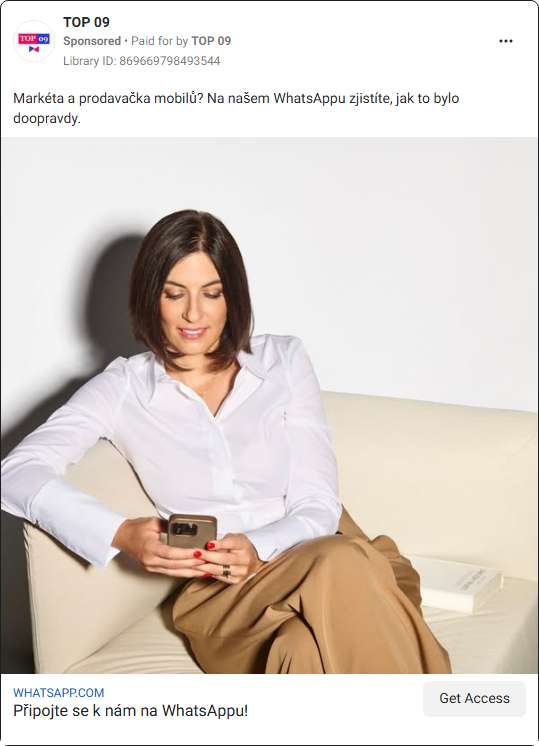 TOP 09
TOP 09
Sponsored • Paid for by TOP 09
Library ID: 869669798493544
Markéta a prodavačka mobilů? Na našem WhatsAppu zjistíte, jak to bylo
doopravdy.
WHATSAPP.COM
Připojte se k nám na WhatsAppu!
Get Access